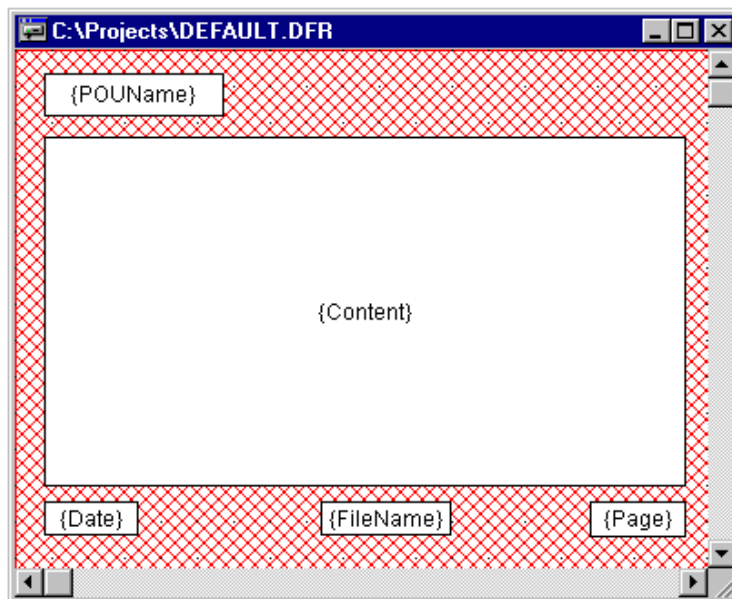 C:\Projects\DEFAULT.DFR
{POUName}
{Content}
{Date} {FileName} {Page}